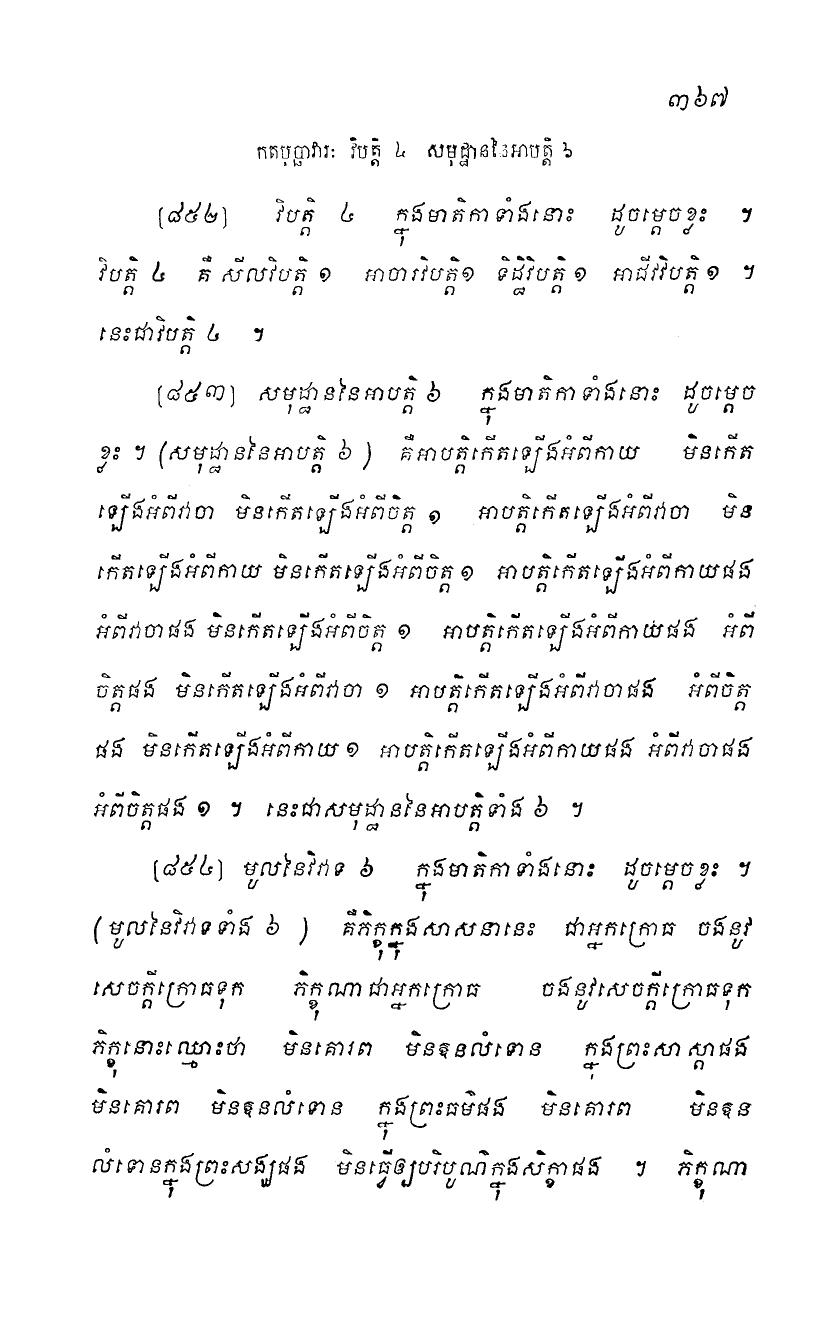 ៣៦៧
កតបុច្ឆាវារៈ វិបត្តិ ៤ សមុដ្ឋាននៃអាបត្តិ ៦
[៨៥២] វិបត្តិ ៤ ក្នុងមាតិកាទាំងនោះ ដូចម្តេចខ្លះ ។
វិបត្តិ ៤ គឺ សីលវិបត្តិ ១ អាចារវិបត្តិ១ ទិដ្ឋិវិបត្តិ ១ អាជីវវិបត្តិ ១ ។
នេះជាវិបត្តិ ៤ ។
[៨៥៣] សមុដ្ឋាននៃអាបត្តិ ៦ ក្នុងមាតិកាទាំងនោះ ដូចម្តេច
ខ្លះ ។ (សមុដ្ឋាននៃអាបត្តិ ៦ ) គឺអាបត្តិកើតឡើងអំពីកាយ មិនកើត
ឡើងអំពីវាចា មិនកើតឡើងអំពីចិត្ត ១ អាបត្តិកើតឡើងអំពីវាចា មិន
កើតឡើងអំពីកាយ មិនកើតឡើងអំពីចិត្ត ១ អាបត្តិកើតឡើងអំពីកាយផង
អំពីវាចាផង មិនកើតឡើងអំពីចិត្ត ១ អាបត្តិកើតឡើងអំពីកាយផង អំពី
ចិត្តផង មិនកើតឡើងអំពីវាចា ១ អាបត្តិកើតឡើងអំពីវាចាផង អំពីចិត្ត
ផង មិនកើតឡើងអំពីកាយ ១ អាបត្តិកើតឡើងអំពីកាយផង អំពីវាចាផង
អំពីចិត្តផង ១ ។ នេះជាសមុដ្ឋាននៃអាបត្តិទាំង ៦ ។
[៨៥៤] មូលនៃវិវាទ ៦ ក្នុងមាតិកាទាំងនោះ ដូចម្តេចខ្លះ ។
(មូលនៃវិវាទទាំង ៦ ) គឺភិក្ខុក្នុងសាសនានេះ ជាអ្នកក្រោធ ចងនូវ
សេចក្តីក្រោធទុក ភិក្ខុណាជាអ្នកក្រោធ ចងនូវសេចក្តីក្រោធទុក
ភិក្ខុនោះឈ្មោះថា មិនគោរព មិនឱនលំទោន ក្នុងព្រះសាស្តាផង
មិនគោរព មិនឱនលំទោន ក្នុងព្រះធម៌ផង មិនគោរព មិនឱន
លំទោនក្នុងព្រះសង្ឃផង មិនធ្វើឲ្យបរិបូណ៌ក្នុងសិក្ខាផង ។ ភិក្ខុណា